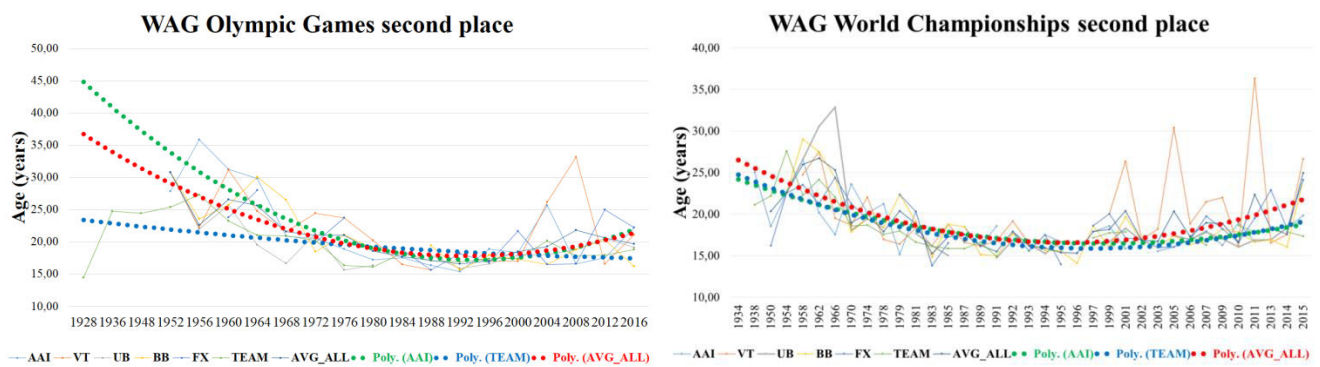 WAG Olympic Games second place
Age (years)
50,00
45,00
40,00
35,00
30,00
25,00
20,00
15,00
10,00
1928 1936 1948 1952 1956 1960 1964 1968 1972 1976 1980 1984 1988 1992 1996 2000 2004 2008 2012 2016
AAI VT UB BB FX TEAM AVG_ALL Poly. (AAI) Poly. (TEAM) Poly. (AVG_ALL)
WAG World Championships second place
Age (years)
40,00
35,00
30,00
25,00
20,00
15,00
10,00
1934 1938 1950 1954 1958 1962 1966 1970 1974 1978 1979 1980 1981 1983 1985 1987 1989 1991 1992 1993 1994 1995 1996 1997 1999 2001 2002 2003 2005 2006 2007 2009 2010 2011 2013 2014 2015
AAI VT UB BB FX TEAM AVG_ALL Poly. (AAI) Poly. (TEAM) Poly. (AVG_ALL)